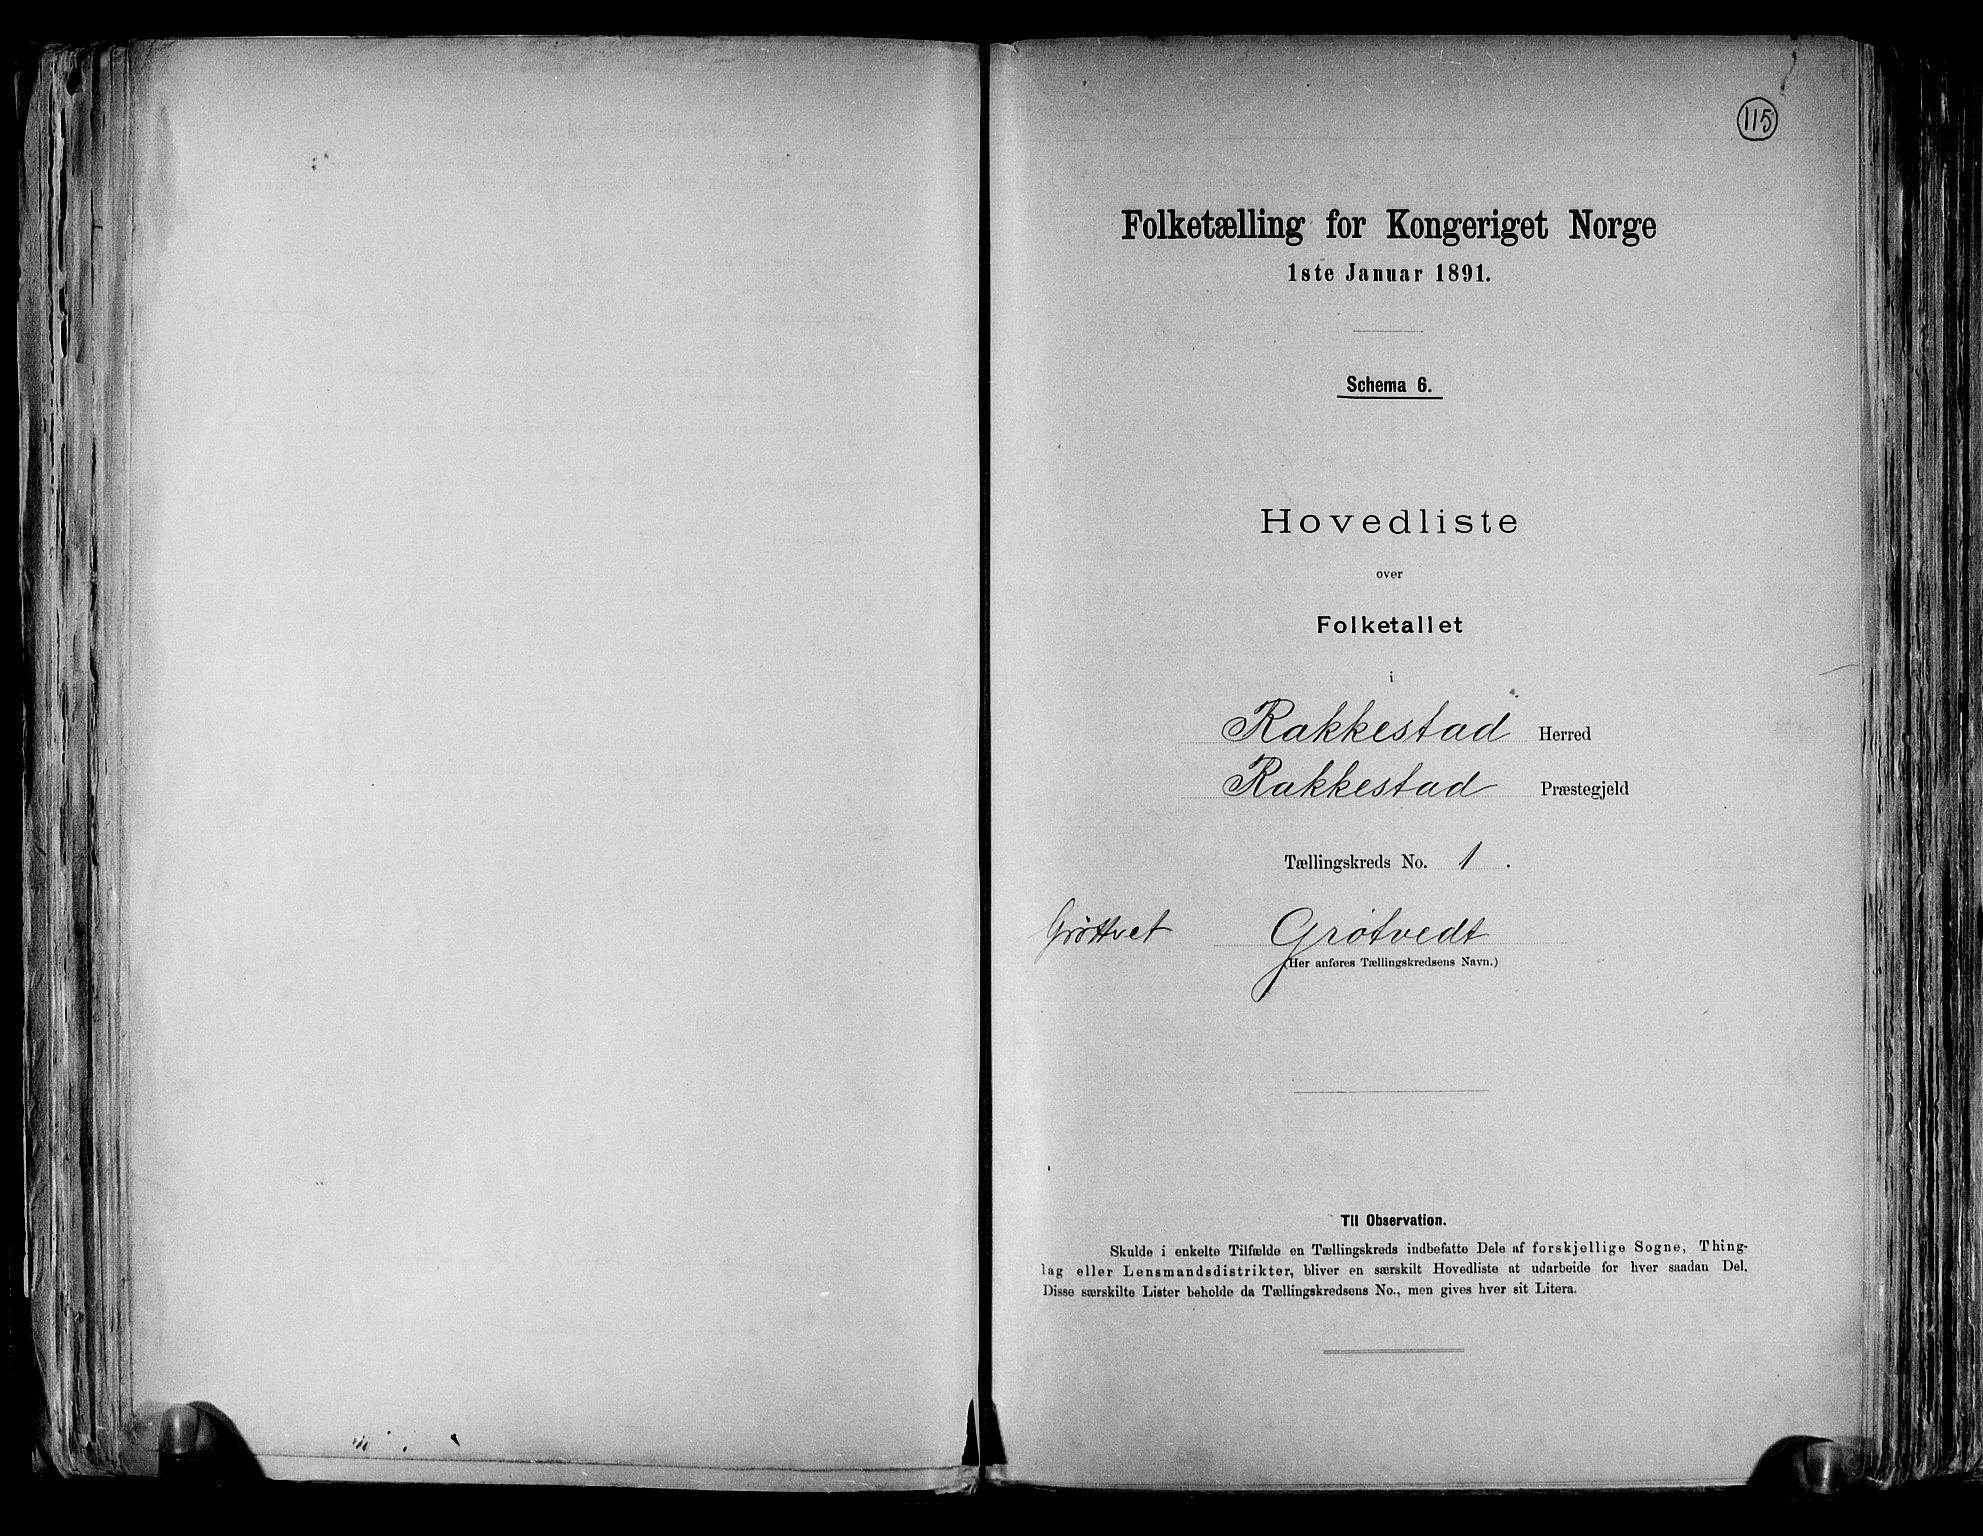 115
Folketælling for Kongeriget Norge
1ste Januar 1891.
Schema 6.
Hovedliste
over
Folketallet
i
Rakkestad Herred
Rakkestad Præstegjeld
Tællingskreds No. 1.
Grøttvet Grøtvedt
(Her anføres Tællingskredsens Navn.)
Til Observation.
Skulde i enkelte Tilfælde en Tællingskreds indbefatte Dele af forskjellige Sogne, Thing-
lag eller Lensmandsdistrikter, bliver en særskilt Hovedliste at udarbeide for hver saadan Del.
Disse særskilte Lister beholde da Tællingskredsens No., men gives hver sit Litera.